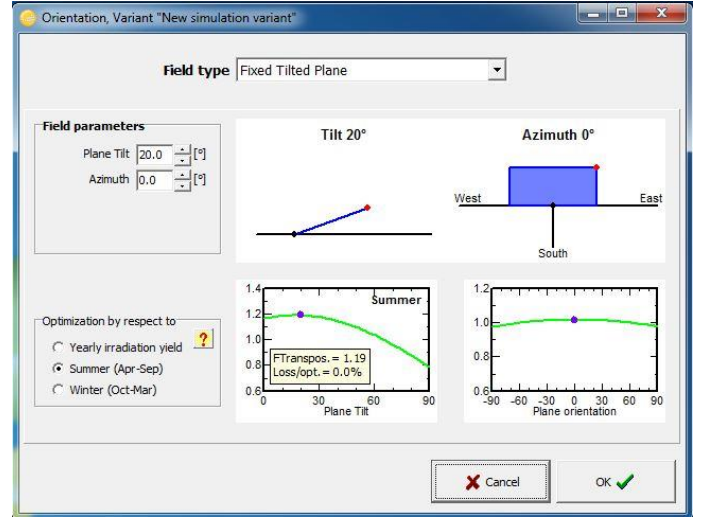 Orientation, Variant "New simulation variant"
Field type Fixed Tilted Plane
Field parameters
Plane Tilt 20.0 [°]
Azimuth 0.0 [°]
Tilt 20°
Azimuth 0°
West
East
South
Optimization by respect to
?
Yearly irradiation yield
Summer (Apr-Sep)
Winter (Oct-Mar)
1.4
1.2
1.0
0.8
0.6
Summer
FTranspos. = 1.19
Loss/opt. = 0.0%
0 30 60 90
Plane Tilt
1.2
1.0
0.8
0.6
-90 -60 -30 0 30 60 90
Plane orientation
Cancel
OK